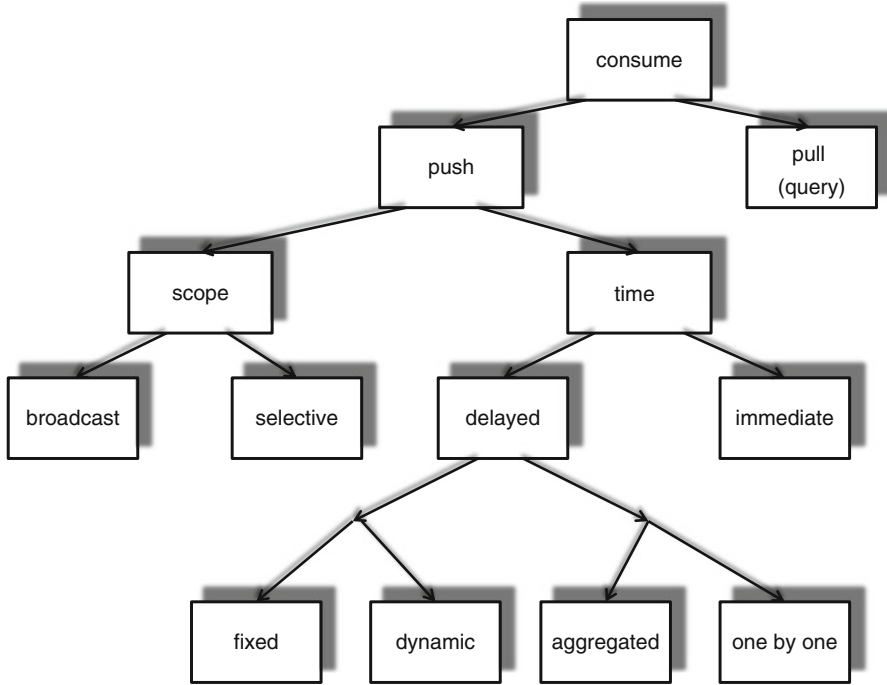 consume
push
pull
(query)
scope
time
broadcast
selective
delayed
immediate
fixed
dynamic
aggregated
one by one